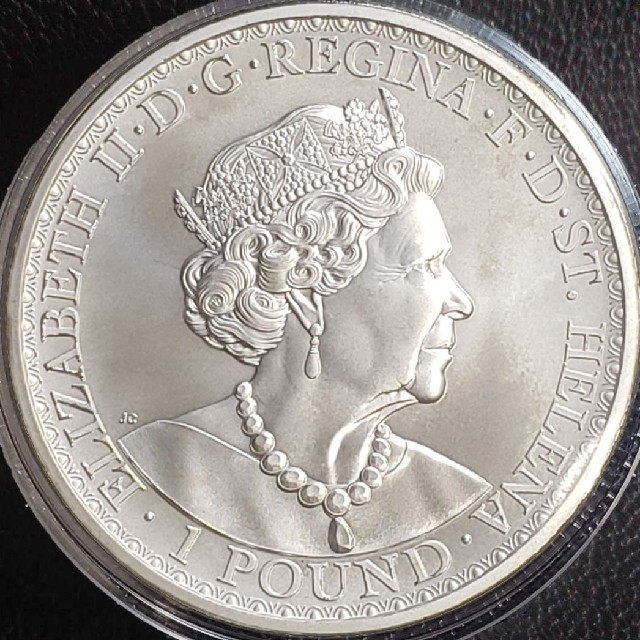 ELIZABETH II·D·G·REGINA·F·D·ST·HELENA·
1 POUND·
JC